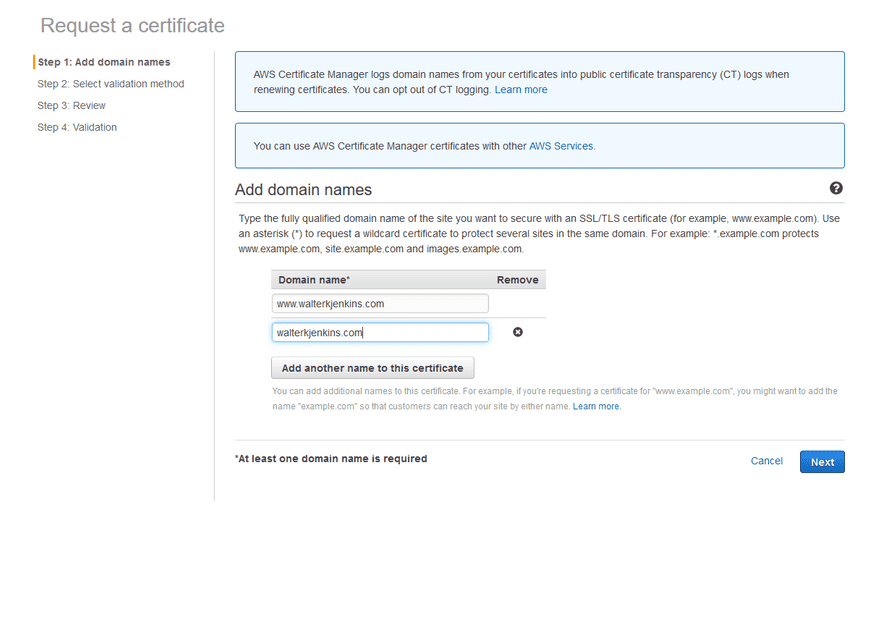 Request a certificate
Step 1: Add domain names
Step 2: Select validation method
Step 3: Review
Step 4: Validation
AWS Certificate Manager logs domain names from your certificates into public certificate transparency (CT) logs when
renewing certificates. You can opt out of CT logging. Learn more
You can use AWS Certificate Manager certificates with other AWS Services.
Add domain names
Type the fully qualified domain name of the site you want to secure with an SSL/TLS certificate (for example, www.example.com). Use
an asterisk (*) to request a wildcard certificate to protect several sites in the same domain. For example: *.example.com protects
www.example.com, site.example.com and images.example.com.
Domain name* Remove
www.walterkjenkins.com
walterkjenkins.com
Add another name to this certificate
You can add additional names to this certificate. For example, if you're requesting a certificate for "www.example.com", you might want to add the
name "example.com" so that customers can reach your site by either name. Learn more.
*At least one domain name is required
Cancel Next